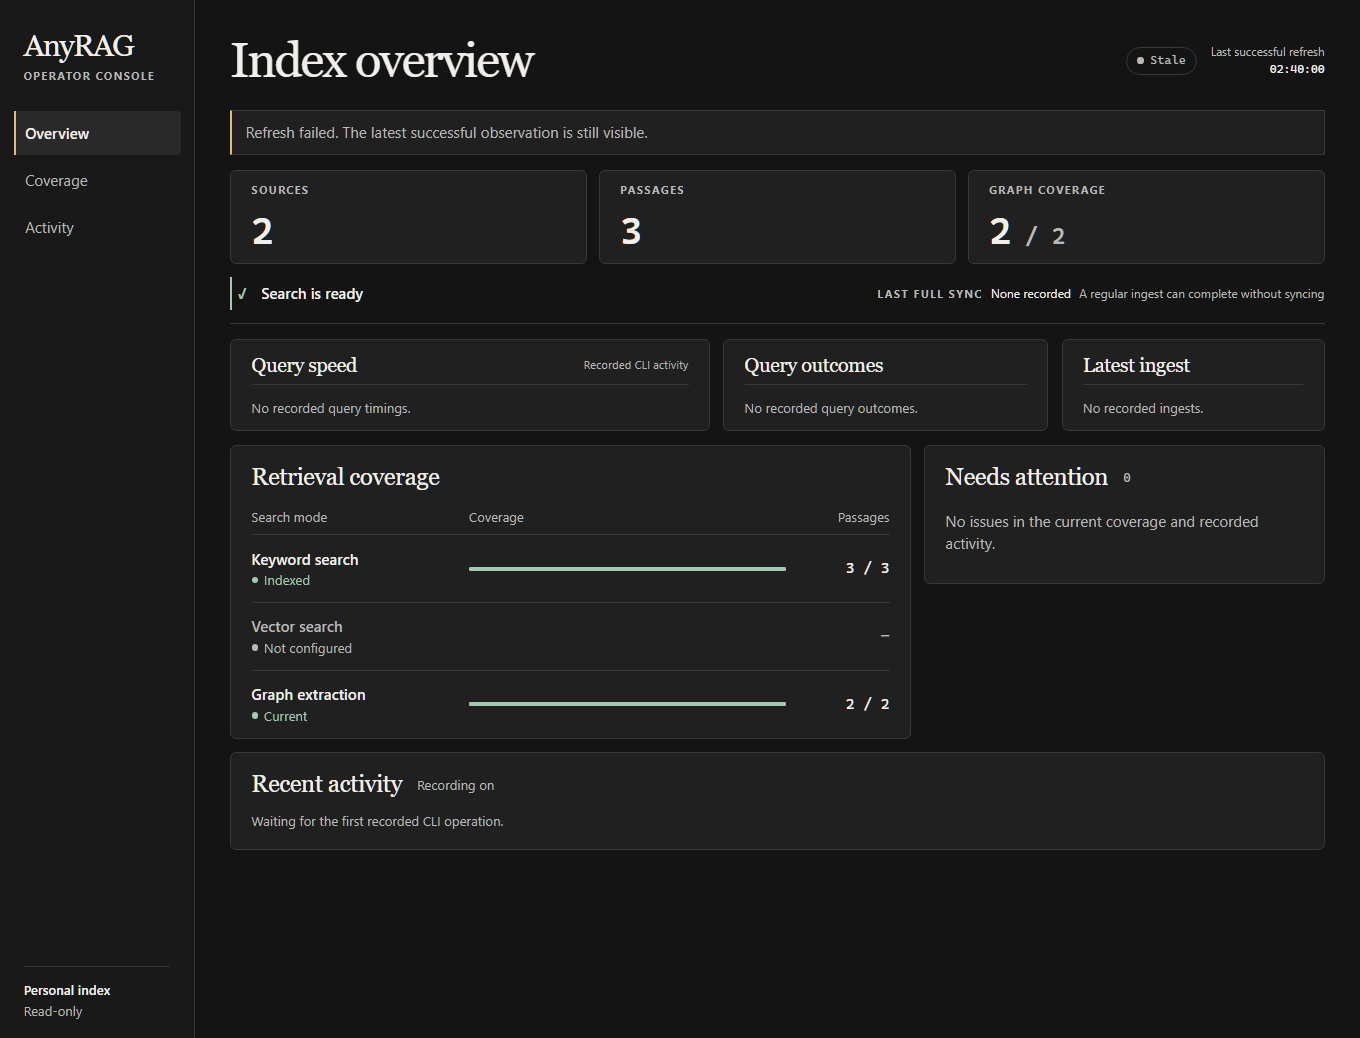 AnyRAG
OPERATOR CONSOLE
Overview
Coverage
Activity
Personal index
Read-only
Index overview
Stale
Last successful refresh
02:40:00
Refresh failed. The latest successful observation is still visible.
SOURCES
2
PASSAGES
3
GRAPH COVERAGE
2 / 2
✓ Search is ready
LAST FULL SYNC None recorded A regular ingest can complete without syncing
Query speed
Recorded CLI activity
No recorded query timings.
Query outcomes
No recorded query outcomes.
Latest ingest
No recorded ingests.
Retrieval coverage
Search mode Coverage Passages
Keyword search
Indexed
3 / 3
Vector search
Not configured
—
Graph extraction
Current
2 / 2
Needs attention 0
No issues in the current coverage and recorded
activity.
Recent activity Recording on
Waiting for the first recorded CLI operation.